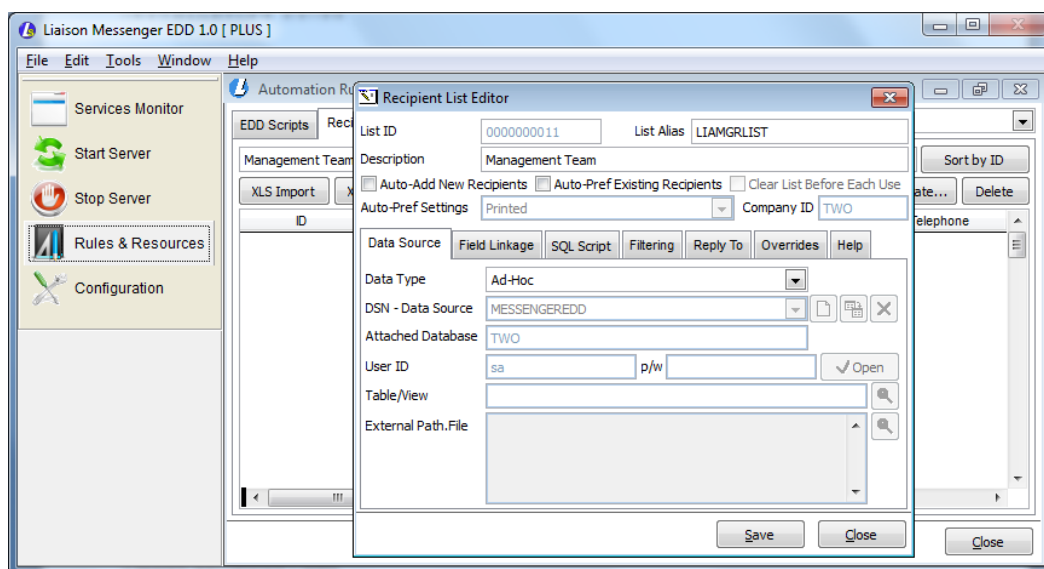 Liaison Messenger EDD 1.0 [ PLUS ]
File Edit Tools Window Help
Services Monitor
Start Server
Stop Server
Rules & Resources
Configuration
Automation
EDD Scripts
Management Team
Sort by ID
XLS Import
Delete
ID
Telephone
Close
Recipient List Editor
List ID 0000000011 List Alias LIAMGRLIST
Description Management Team
Auto-Add New Recipients Auto-Pref Existing Recipients Clear List Before Each Use
Auto-Pref Settings Printed Company ID TWO
Data Source Field Linkage SQL Script Filtering Reply To Overrides Help
Data Type Ad-Hoc
DSN - Data Source MESSENGEREDD
Attached Database TWO
User ID sa p/w Open
Table/View
External Path.File
Save Close